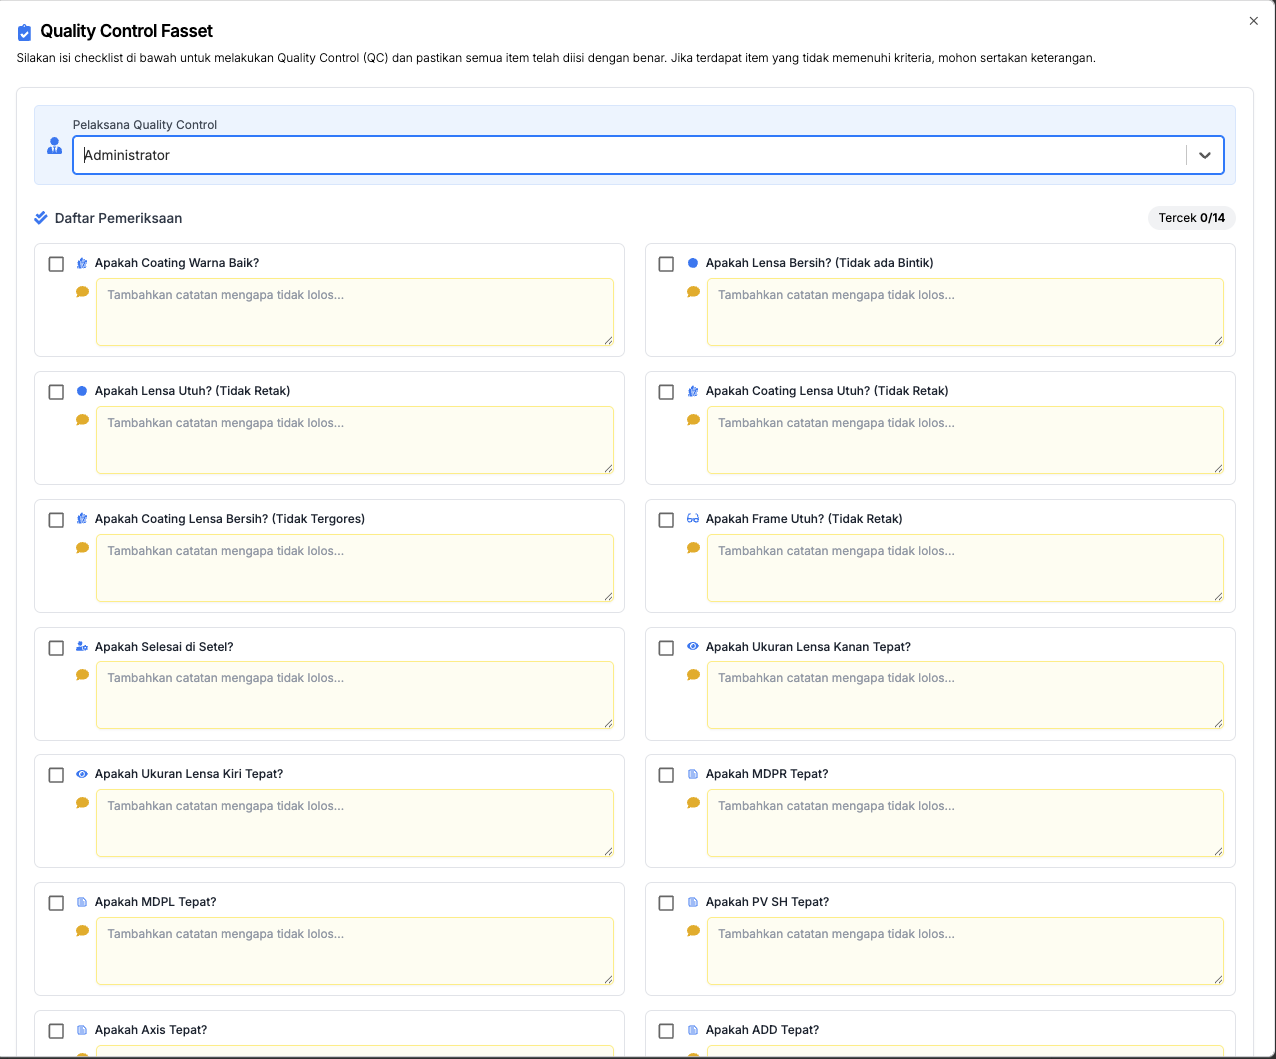 Quality Control Fasset
Silakan isi checklist di bawah untuk melakukan Quality Control (QC) dan pastikan semua item telah diisi dengan benar. Jika terdapat item yang tidak memenuhi kriteria, mohon sertakan keterangan.
Pelaksana Quality Control
Administrator
Daftar Pemeriksaan
Tercek 0/14
Apakah Coating Warna Baik?
Tambahkan catatan mengapa tidak lolos...
Apakah Lensa Bersih? (Tidak ada Bintik)
Tambahkan catatan mengapa tidak lolos...
Apakah Lensa Utuh? (Tidak Retak)
Tambahkan catatan mengapa tidak lolos...
Apakah Coating Lensa Utuh? (Tidak Retak)
Tambahkan catatan mengapa tidak lolos...
Apakah Coating Lensa Bersih? (Tidak Tergores)
Tambahkan catatan mengapa tidak lolos...
Apakah Frame Utuh? (Tidak Retak)
Tambahkan catatan mengapa tidak lolos...
Apakah Selesai di Setel?
Tambahkan catatan mengapa tidak lolos...
Apakah Ukuran Lensa Kanan Tepat?
Tambahkan catatan mengapa tidak lolos...
Apakah Ukuran Lensa Kiri Tepat?
Tambahkan catatan mengapa tidak lolos...
Apakah MDPR Tepat?
Tambahkan catatan mengapa tidak lolos...
Apakah MDPL Tepat?
Tambahkan catatan mengapa tidak lolos...
Apakah PV SH Tepat?
Tambahkan catatan mengapa tidak lolos...
Apakah Axis Tepat?
Apakah ADD Tepat?